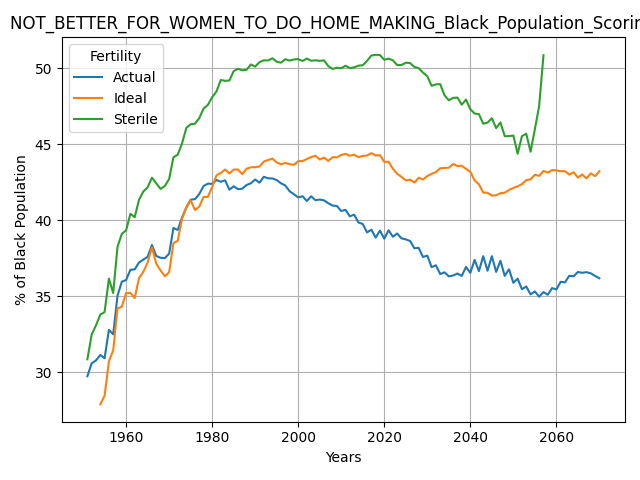 NOT_BETTER_FOR_WOMEN_TO_DO_HOME_MAKING_Black_Population_Scorin
Fertility
Actual
Ideal
Sterile
% of Black Population
50
45
40
35
30
1960 1980 2000 2020 2040 2060
Years